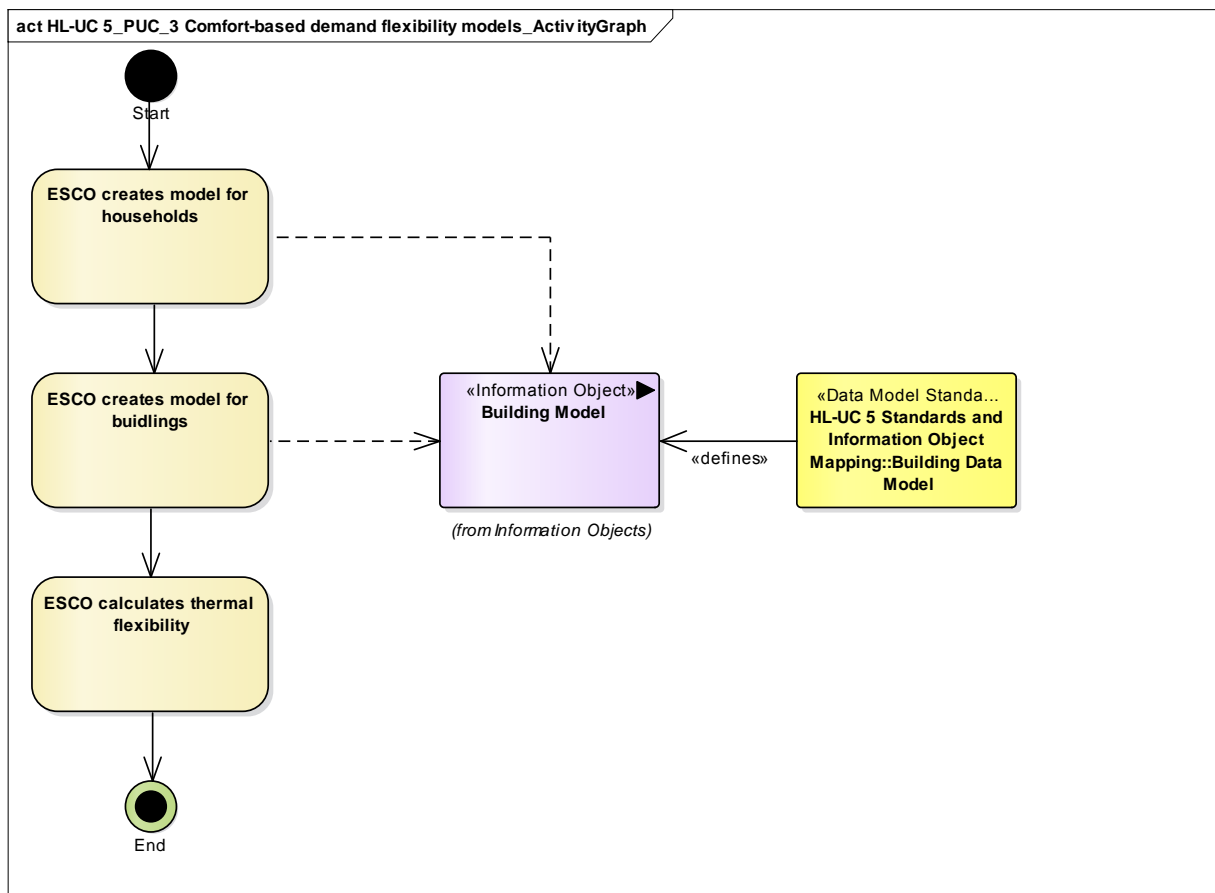 act HL-UC 5_PUC_3 Comfort-based demand flexibility models_ActivityGraph
Start
ESCO creates model for
households
ESCO creates model for
buidlings
«Information Object»
Building Model
(from Information Objects)
«defines»
«Data Model Standa...
HL-UC 5 Standards and
Information Object
Mapping::Building Data
Model
ESCO calculates thermal
flexibility
End